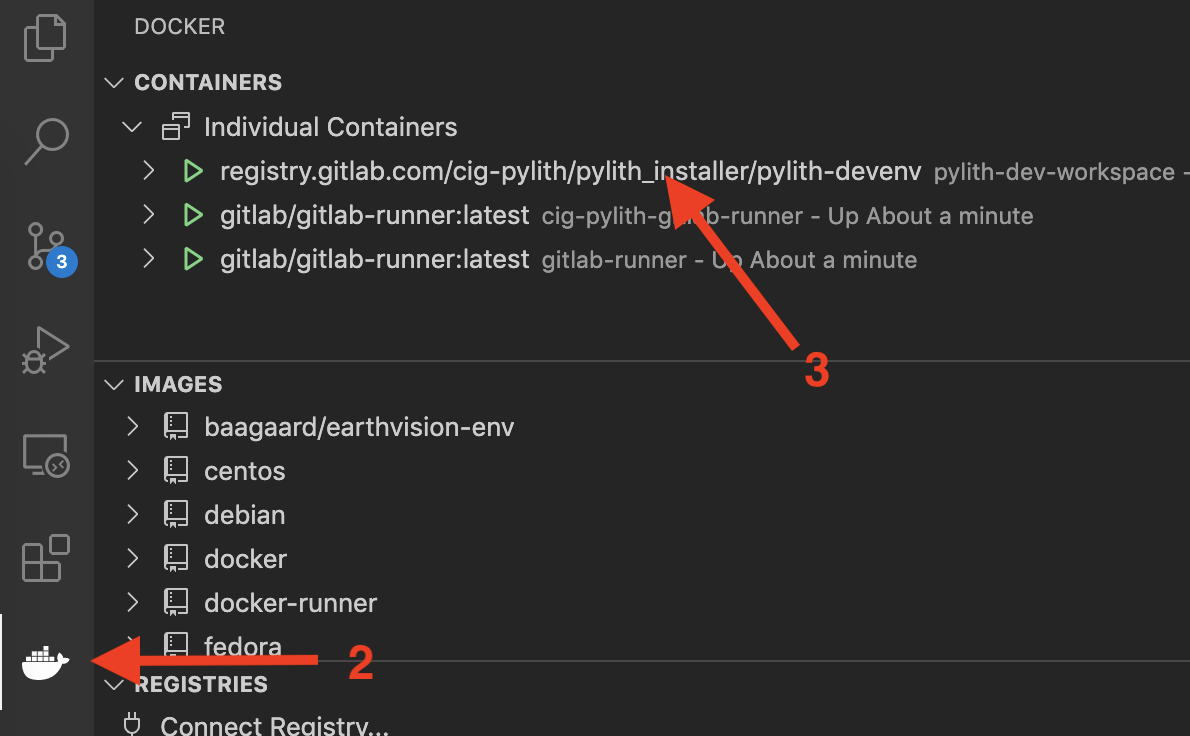 DOCKER
CONTAINERS
Individual Containers
registry.gitlab.com/cig-pylith/pylith_installer/pylith-devenv pylith-dev-workspace -
gitlab/gitlab-runner:latest cig-pylith-gitlab-runner - Up About a minute
gitlab/gitlab-runner:latest gitlab-runner - Up About a minute
3
3
IMAGES
baagaard/earthvision-env
centos
debian
docker
docker-runner
fedora
2
REGISTRIES
Connect Registry...